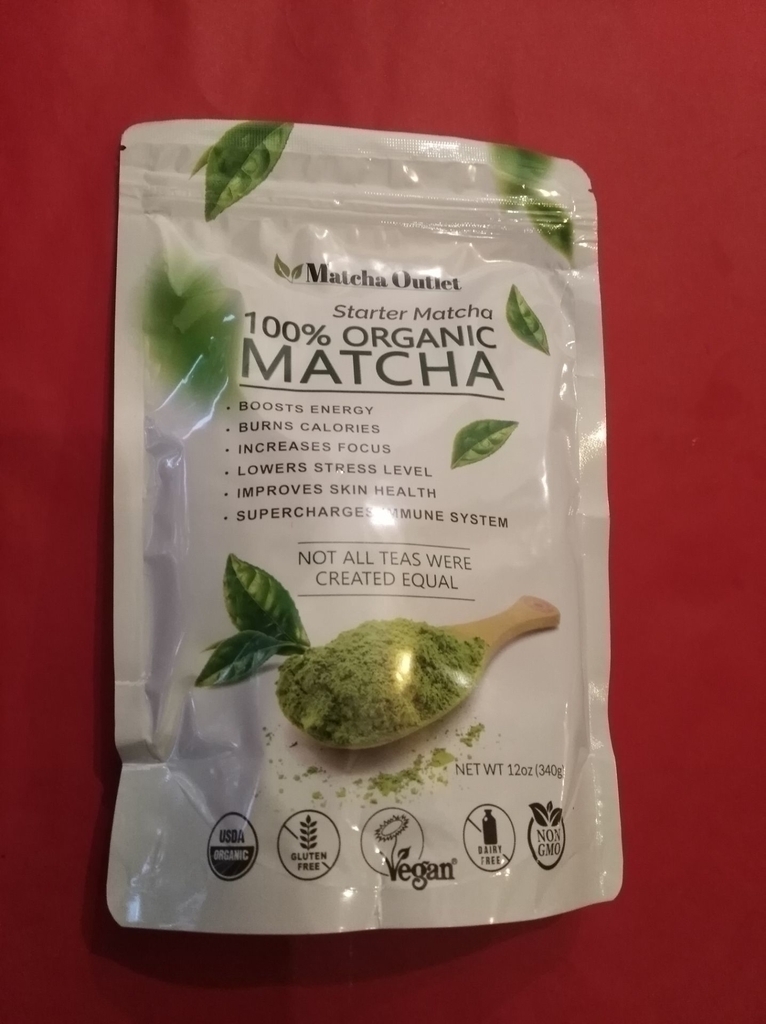 Matcha Outlet
Starter Matcha
100% ORGANIC
MATCHA
• BOOSTS ENERGY
• BURNS CALORIES
• INCREASES FOCUS
• LOWERS STRESS LEVEL
• IMPROVES SKIN HEALTH
• SUPERCHARGES IMMUNE SYSTEM
NOT ALL TEAS WERE
CREATED EQUAL
NET WT 12oz (340g
USDA
ORGANIC
GLUTEN
FREE
Vegan®
DAIRY
FREE
NON
GMO